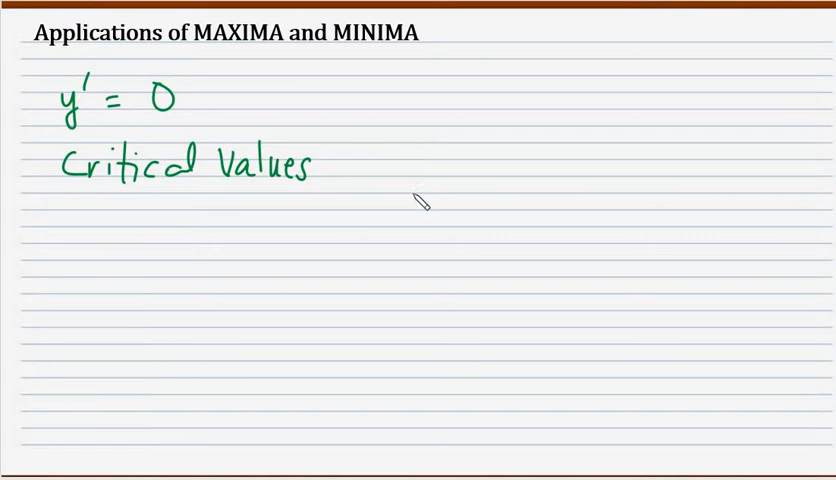 Applications of MAXIMA and MINIMA
y' = 0
Critical Values